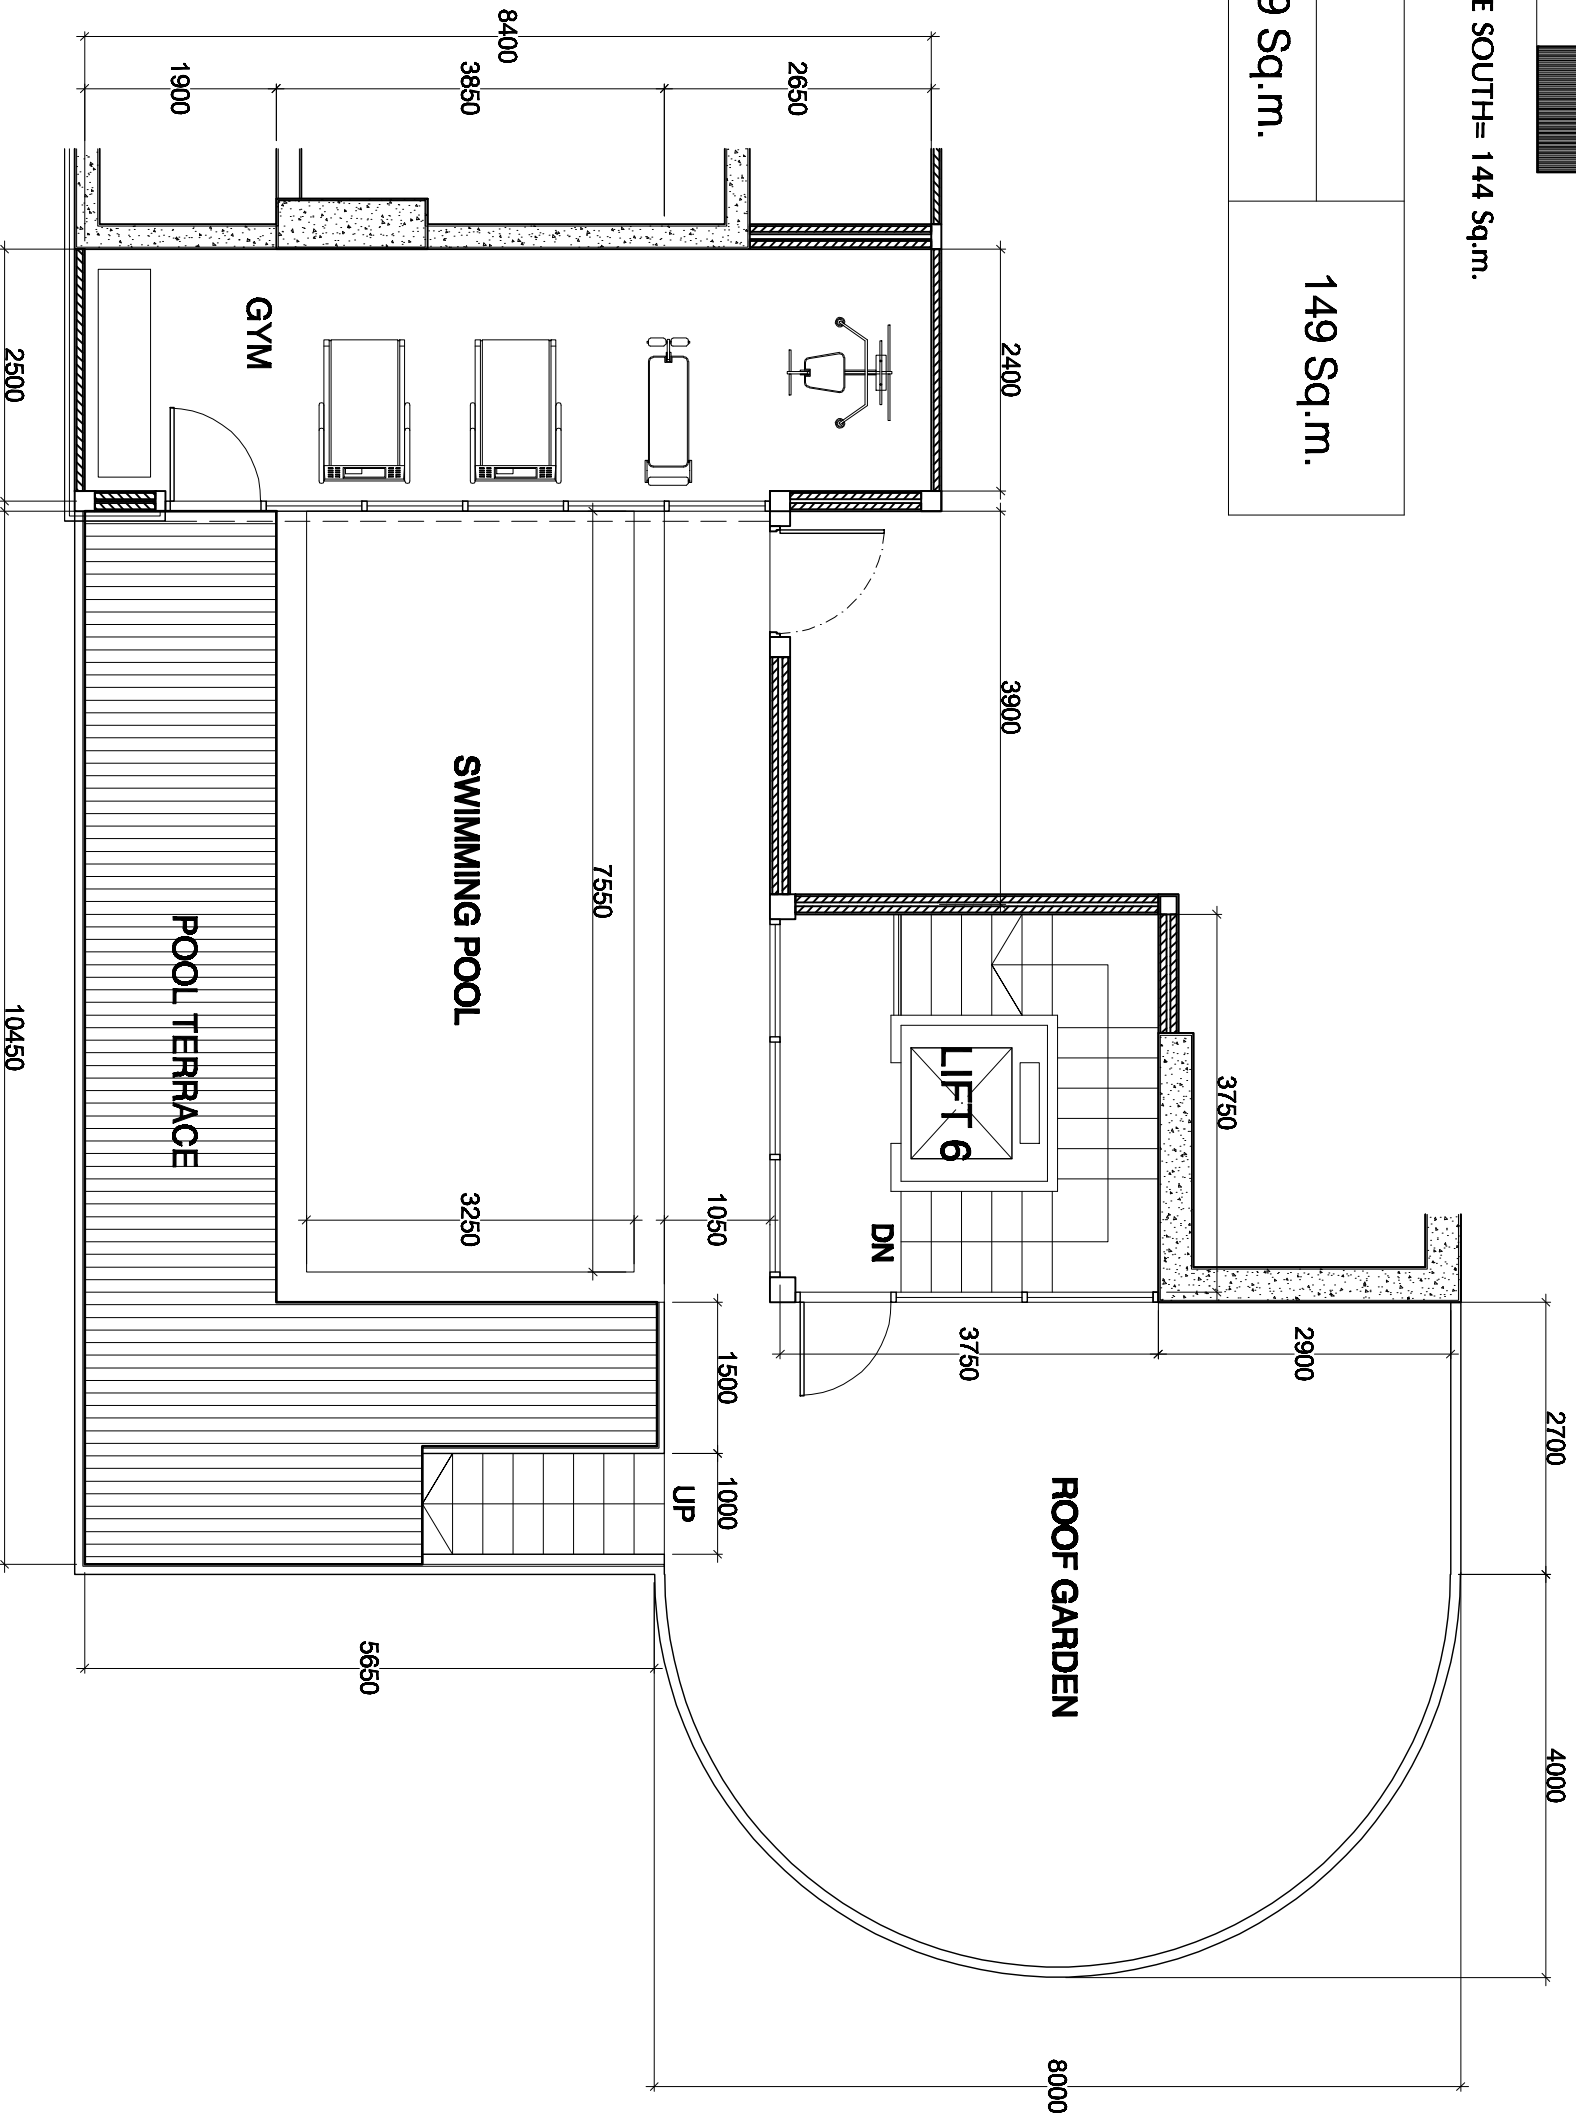 E SOUTH= 144 Sq.m.
9 Sq.m.
149 Sq.m.
8400
1900
3850
2650
2500
2400
GYM
3900
SWIMMING POOL
7550
POOL TERRACE
10450
3250
1050
LIFT 6
DN
3750
3750
2900
2700
1500
1000
UP
ROOF GARDEN
5650
4000
8000